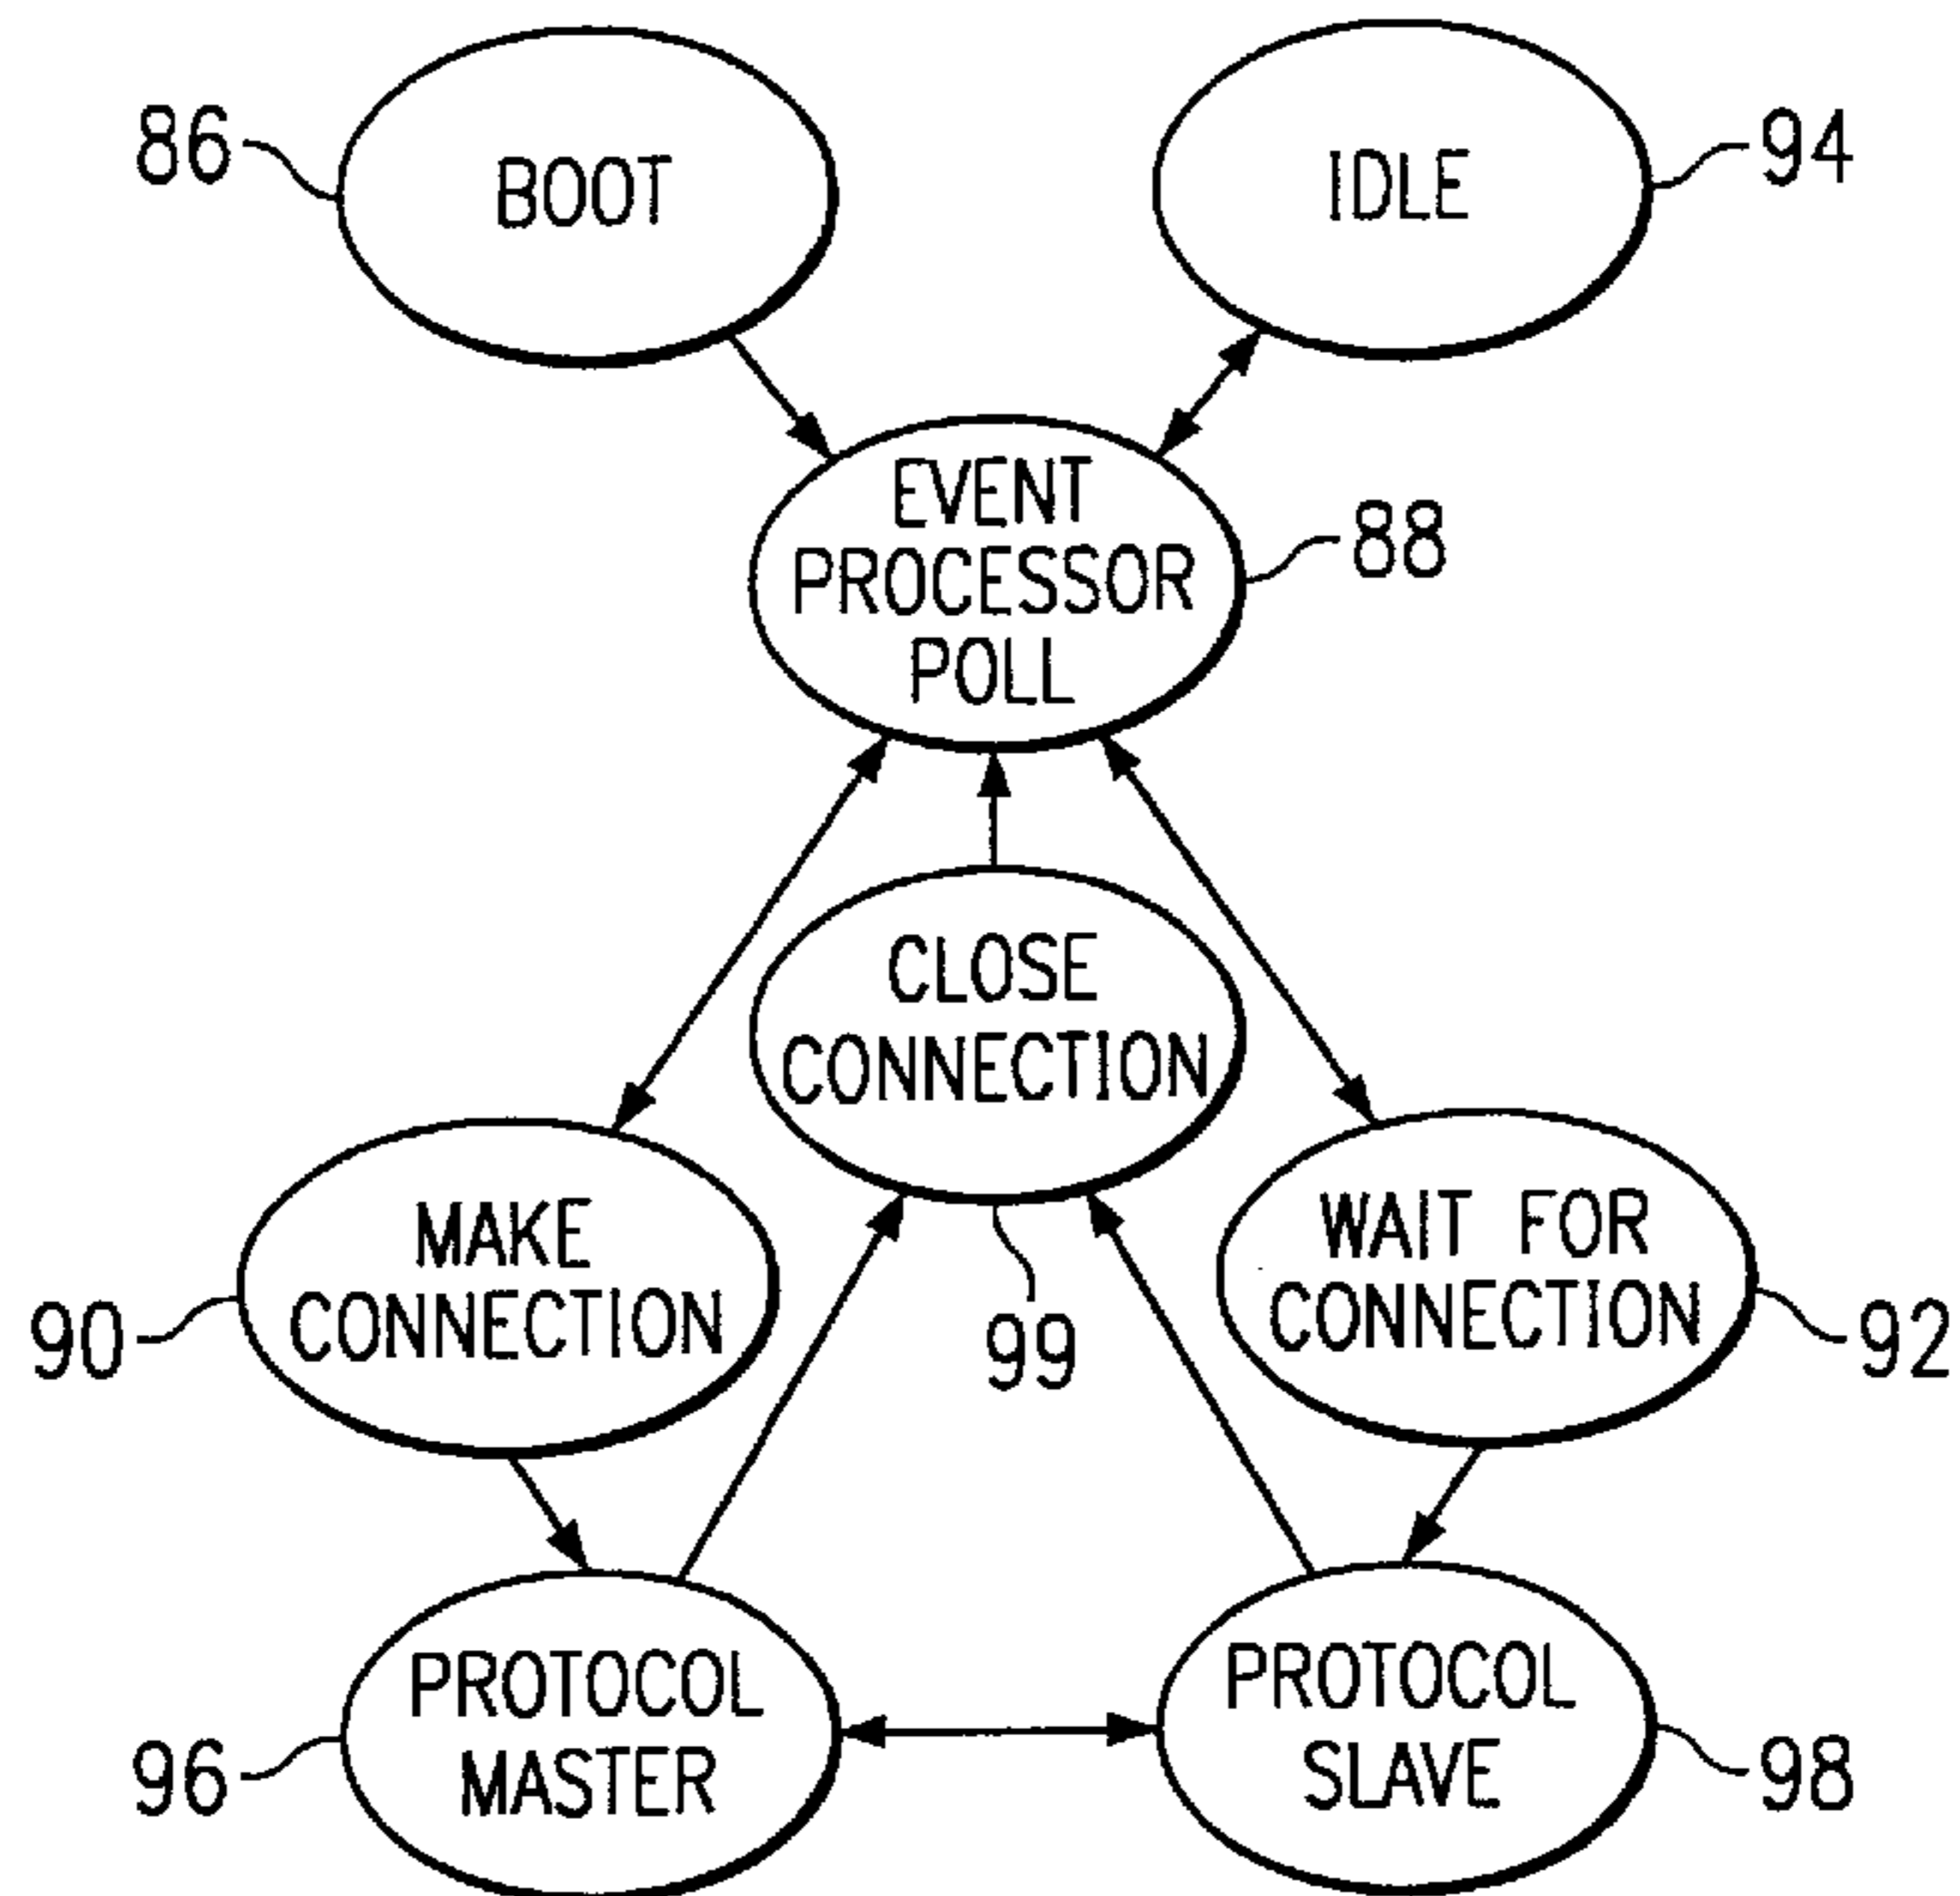 86
BOOT
IDLE
94
EVENT
PROCESSOR
POLL
88
CLOSE
CONNECTION
99
MAKE
CONNECTION
90
WAIT FOR
CONNECTION
92
PROTOCOL
MASTER
96
PROTOCOL
SLAVE
98